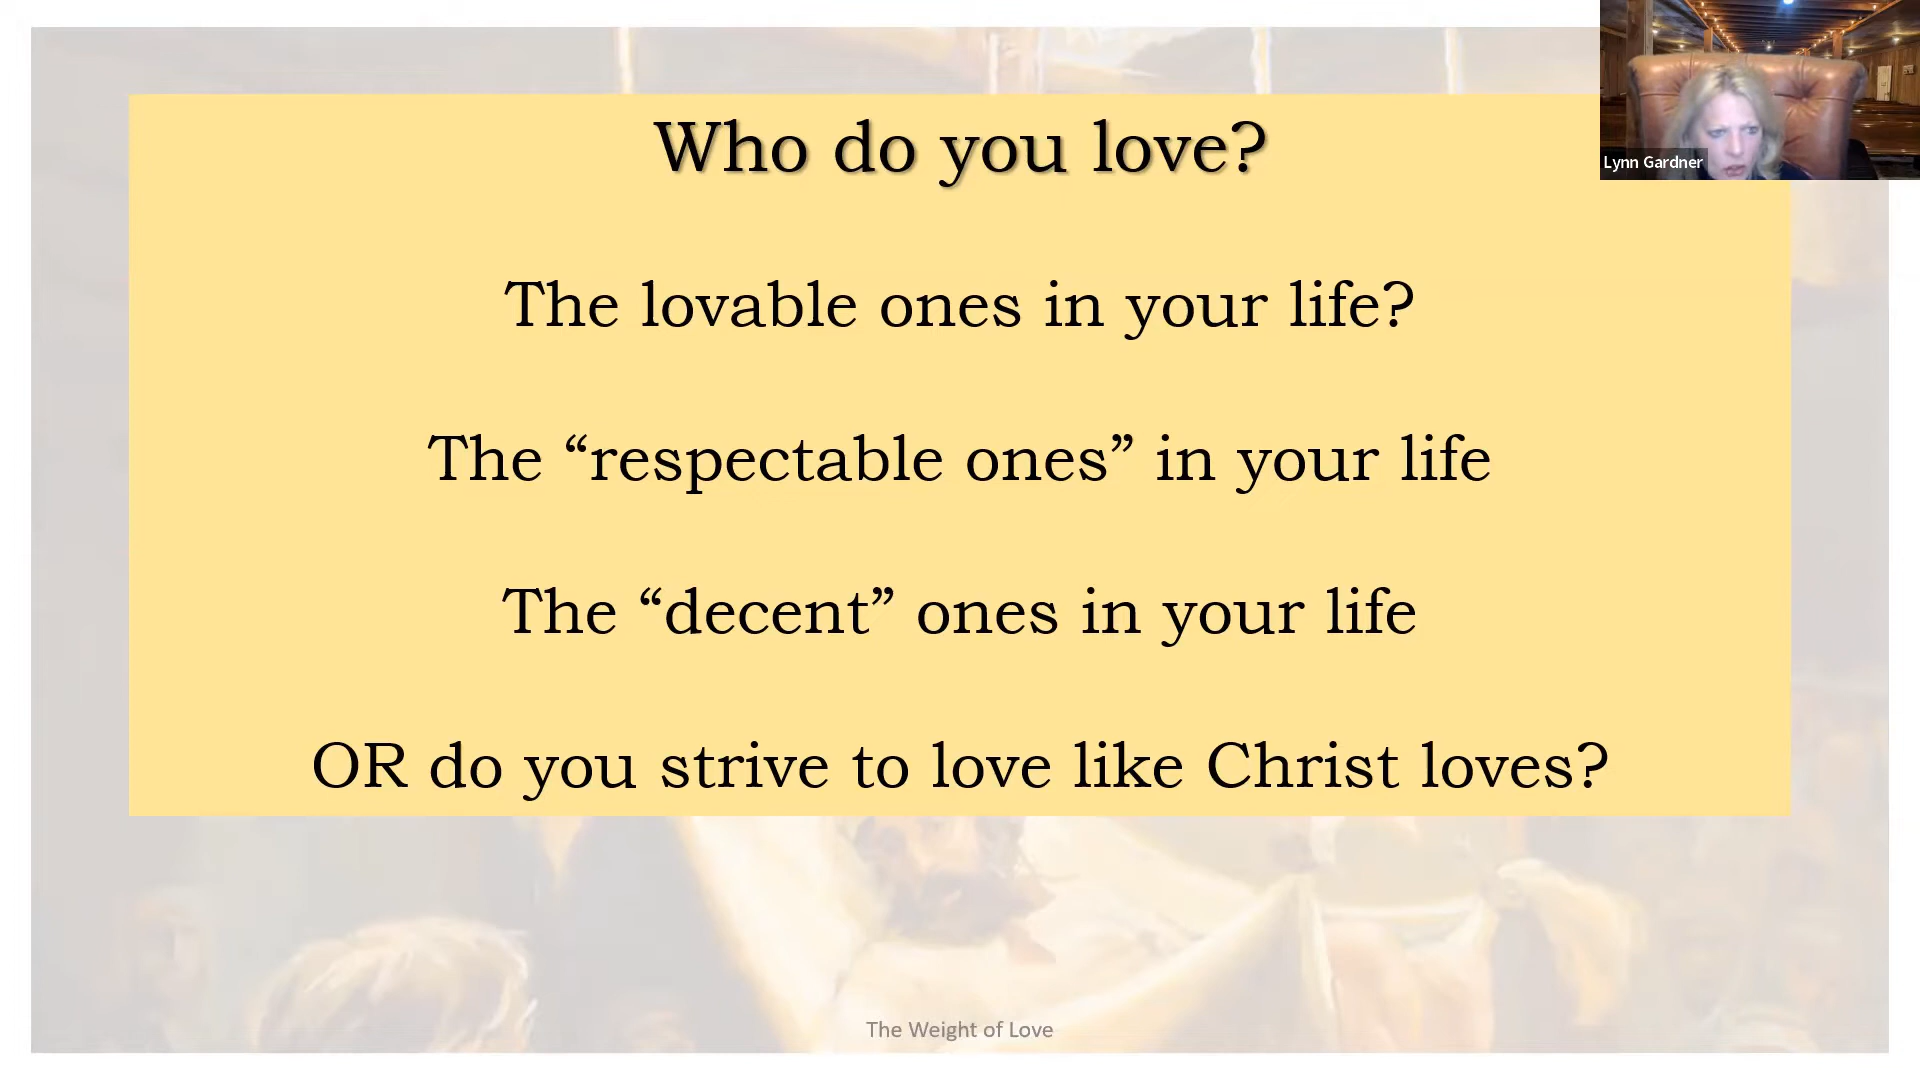 Who do you love?
Lynn Gardner
The lovable ones in your life?
The “respectable ones” in your life
The “decent” ones in your life
OR do you strive to love like Christ loves?
The Weight of Love